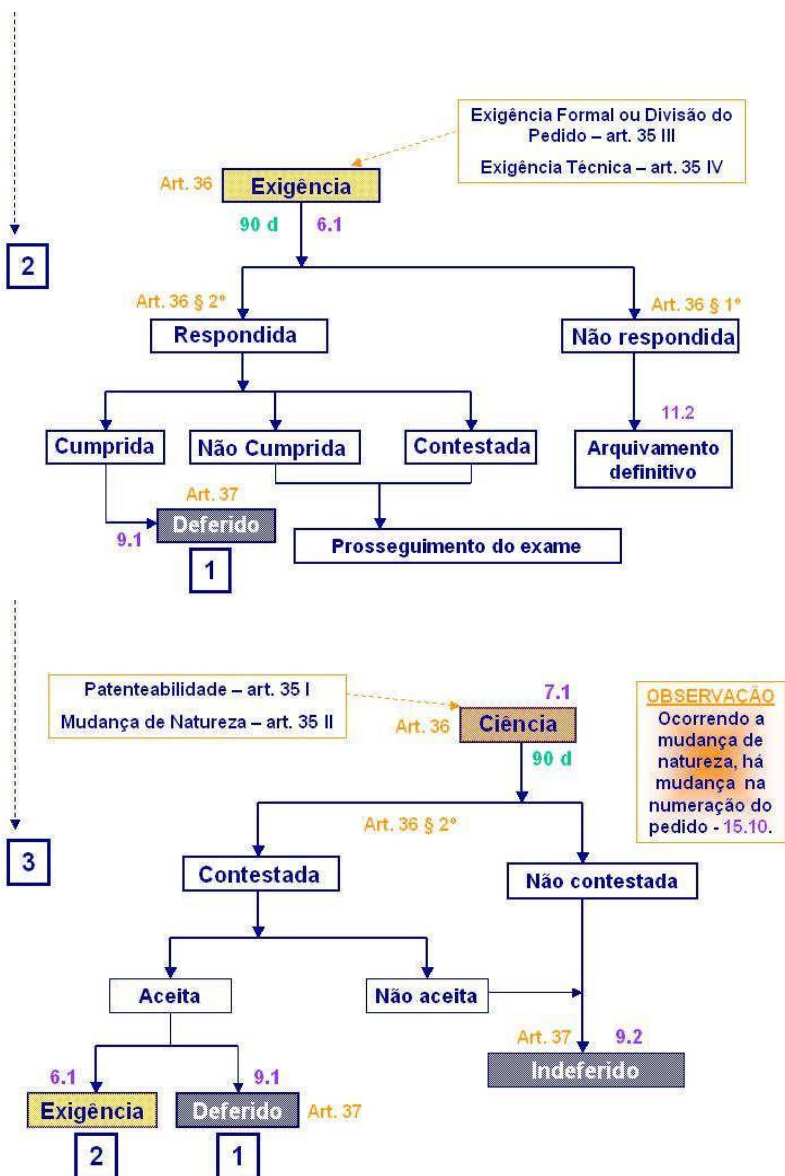 Exigência Formal ou Divisão do
Pedido – art. 35 III
Exigência Técnica – art. 35 IV
Art. 36
Exigência
90 d
6.1
2
Art. 36 § 2°
Art. 36 § 1°
Respondida
Não respondida
11.2
Cumprida
Não Cumprida
Contestada
Arquivamento
definitivo
Art. 37
9.1
Deferido
Prosseguimento do exame
1
Patenteabilidade – art. 35 I
Mudança de Natureza – art. 35 II
7.1
Art. 36
Ciência
90 d
OBSERVAÇÃO
Ocorrendo a
mudança de
natureza, há
mudança na
numeração do
pedido - 15.10.
Art. 36 § 2°
3
Contestada
Não contestada
Aceita
Não aceita
Art. 37
9.2
Indeferido
6.1
9.1
Exigência
Deferido
Art. 37
2
1